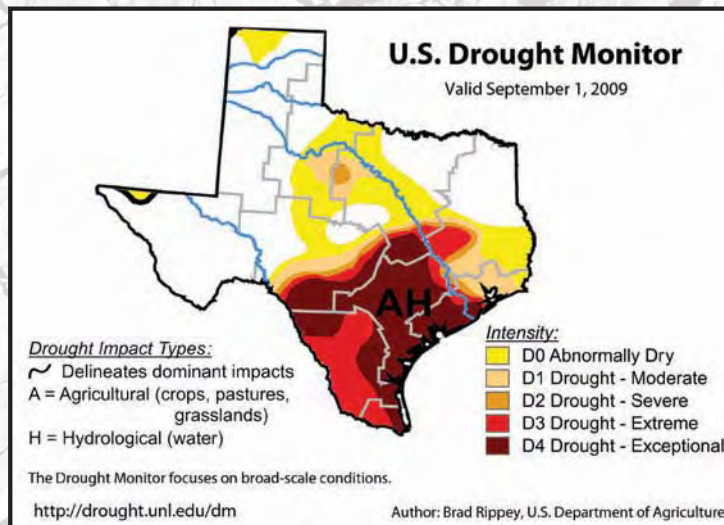 U.S. Drought Monitor
Valid September 1, 2009
AH
Drought Impact Types:
Delineates dominant impacts
A = Agricultural (crops, pastures,
grasslands)
H = Hydrological (water)
Intensity:
D0 Abnormally Dry
D1 Drought - Moderate
D2 Drought - Severe
D3 Drought - Extreme
D4 Drought - Exceptional
The Drought Monitor focuses on broad-scale conditions.
http://drought.unl.edu/dm
Author: Brad Rippey, U.S. Department of Agriculture